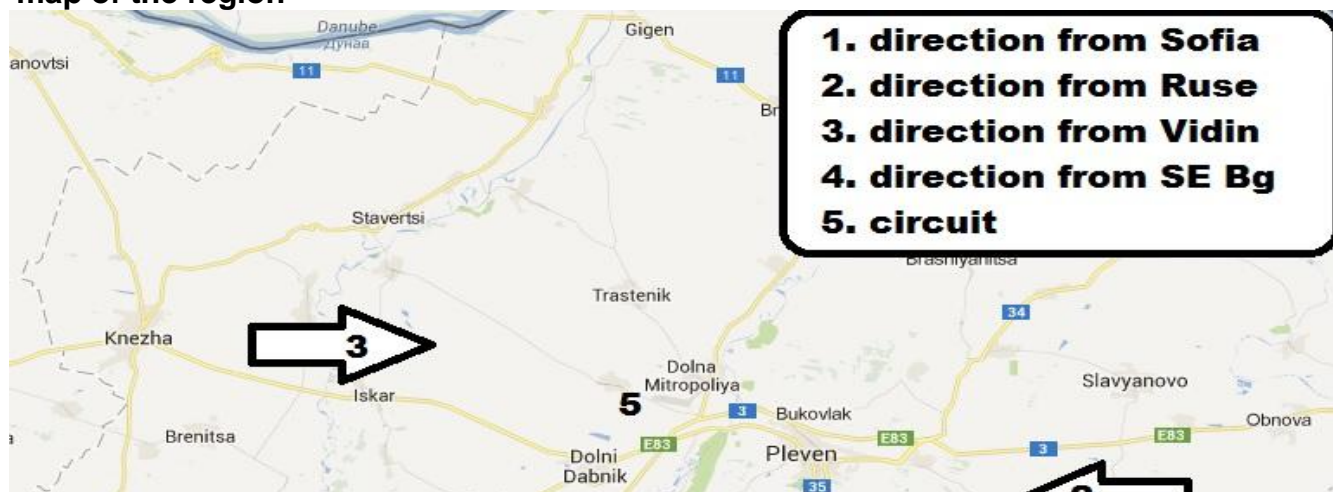 map of the region
Danube
Дунав
Gigen
anovtsi
11
11
Br
1. direction from Sofia
2. direction from Ruse
3. direction from Vidin
4. direction from SE Bg
5. circuit
Stavertsi
Trastenik
34
Knezha
3
Dolna
Mitropoliya
Slavyanovo
Iskar
5
3
Bukovlak
Obnova
Brenitsa
E83
E83
3
E83
Dolni
Dabnik
Pleven
35